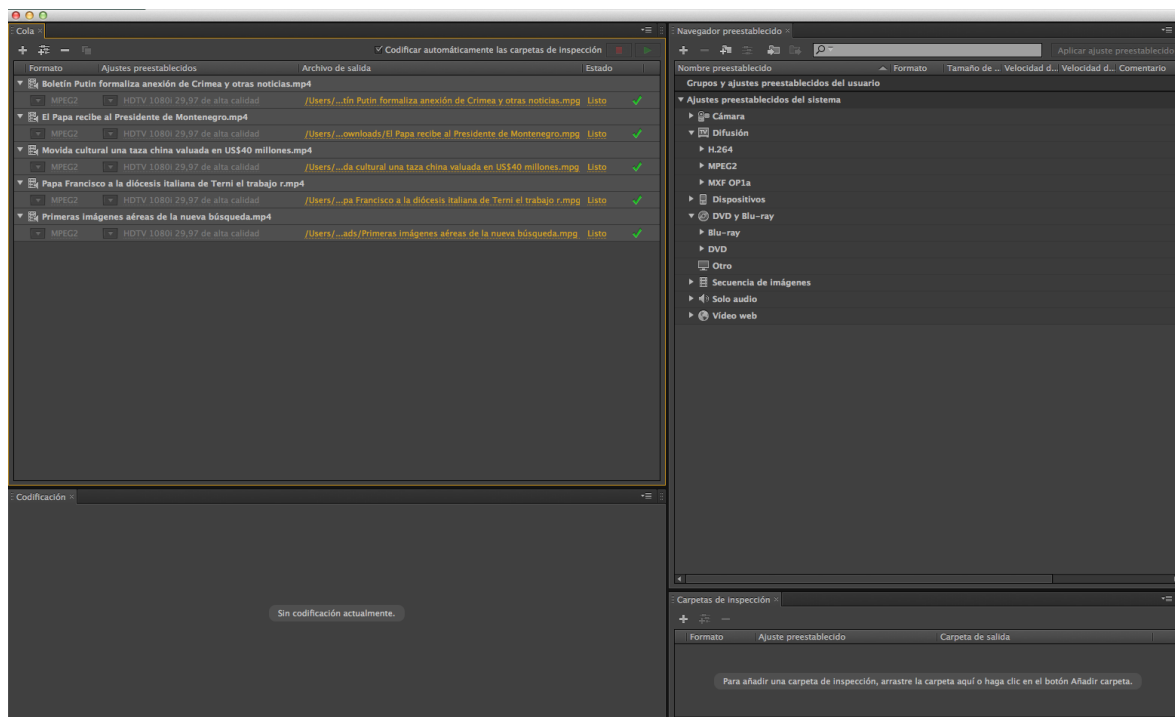 Cola
Codificar automáticamente las carpetas de inspección
Formato Ajustes preestablecidos Archivo de salida Estado
Boletín Putin formaliza anexión de Crimea y otras noticias.mp4
MPEG2 HDTV 1080i 29,97 de alta calidad /Users/...tín Putin formaliza anexión de Crimea y otras noticias.mpg Listo
El Papa recibe al Presidente de Montenegro.mp4
MPEG2 HDTV 1080i 29,97 de alta calidad /Users/...ownloads/El Papa recibe al Presidente de Montenegro.mpg Listo
Movida cultural una taza china valuada en US$40 millones.mp4
MPEG2 HDTV 1080i 29,97 de alta calidad /Users/...da cultural una taza china valuada en US$40 millones.mpg Listo
Papa Francisco a la diócesis italiana de Terni el trabajo r.mp4
MPEG2 HDTV 1080i 29,97 de alta calidad /Users/...pa Francisco a la diócesis italiana de Terni el trabajo r.mpg Listo
Primeras imágenes aéreas de la nueva búsqueda.mp4
MPEG2 HDTV 1080i 29,97 de alta calidad /Users/...ads/Primeras imágenes aéreas de la nueva búsqueda.mpg Listo
Codificación
Sin codificación actualmente.
Navegador preestablecido
Aplicar ajuste preestablecido
Nombre preestablecido Formato Tamaño de .. Velocidad d... Velocidad d... Comentario
Grupos y ajustes preestablecidos del usuario
Ajustes preestablecidos del sistema
Cámara
Difusión
H.264
MPEG2
MXF OP1a
Dispositivos
DVD y Blu-ray
Blu-ray
DVD
Otro
Secuencia de imágenes
Solo audio
Vídeo web
Carpetas de inspección
Formato Ajuste preestablecido Carpeta de salida
Para añadir una carpeta de inspección, arrastre la carpeta aquí o haga clic en el botón Añadir carpeta.